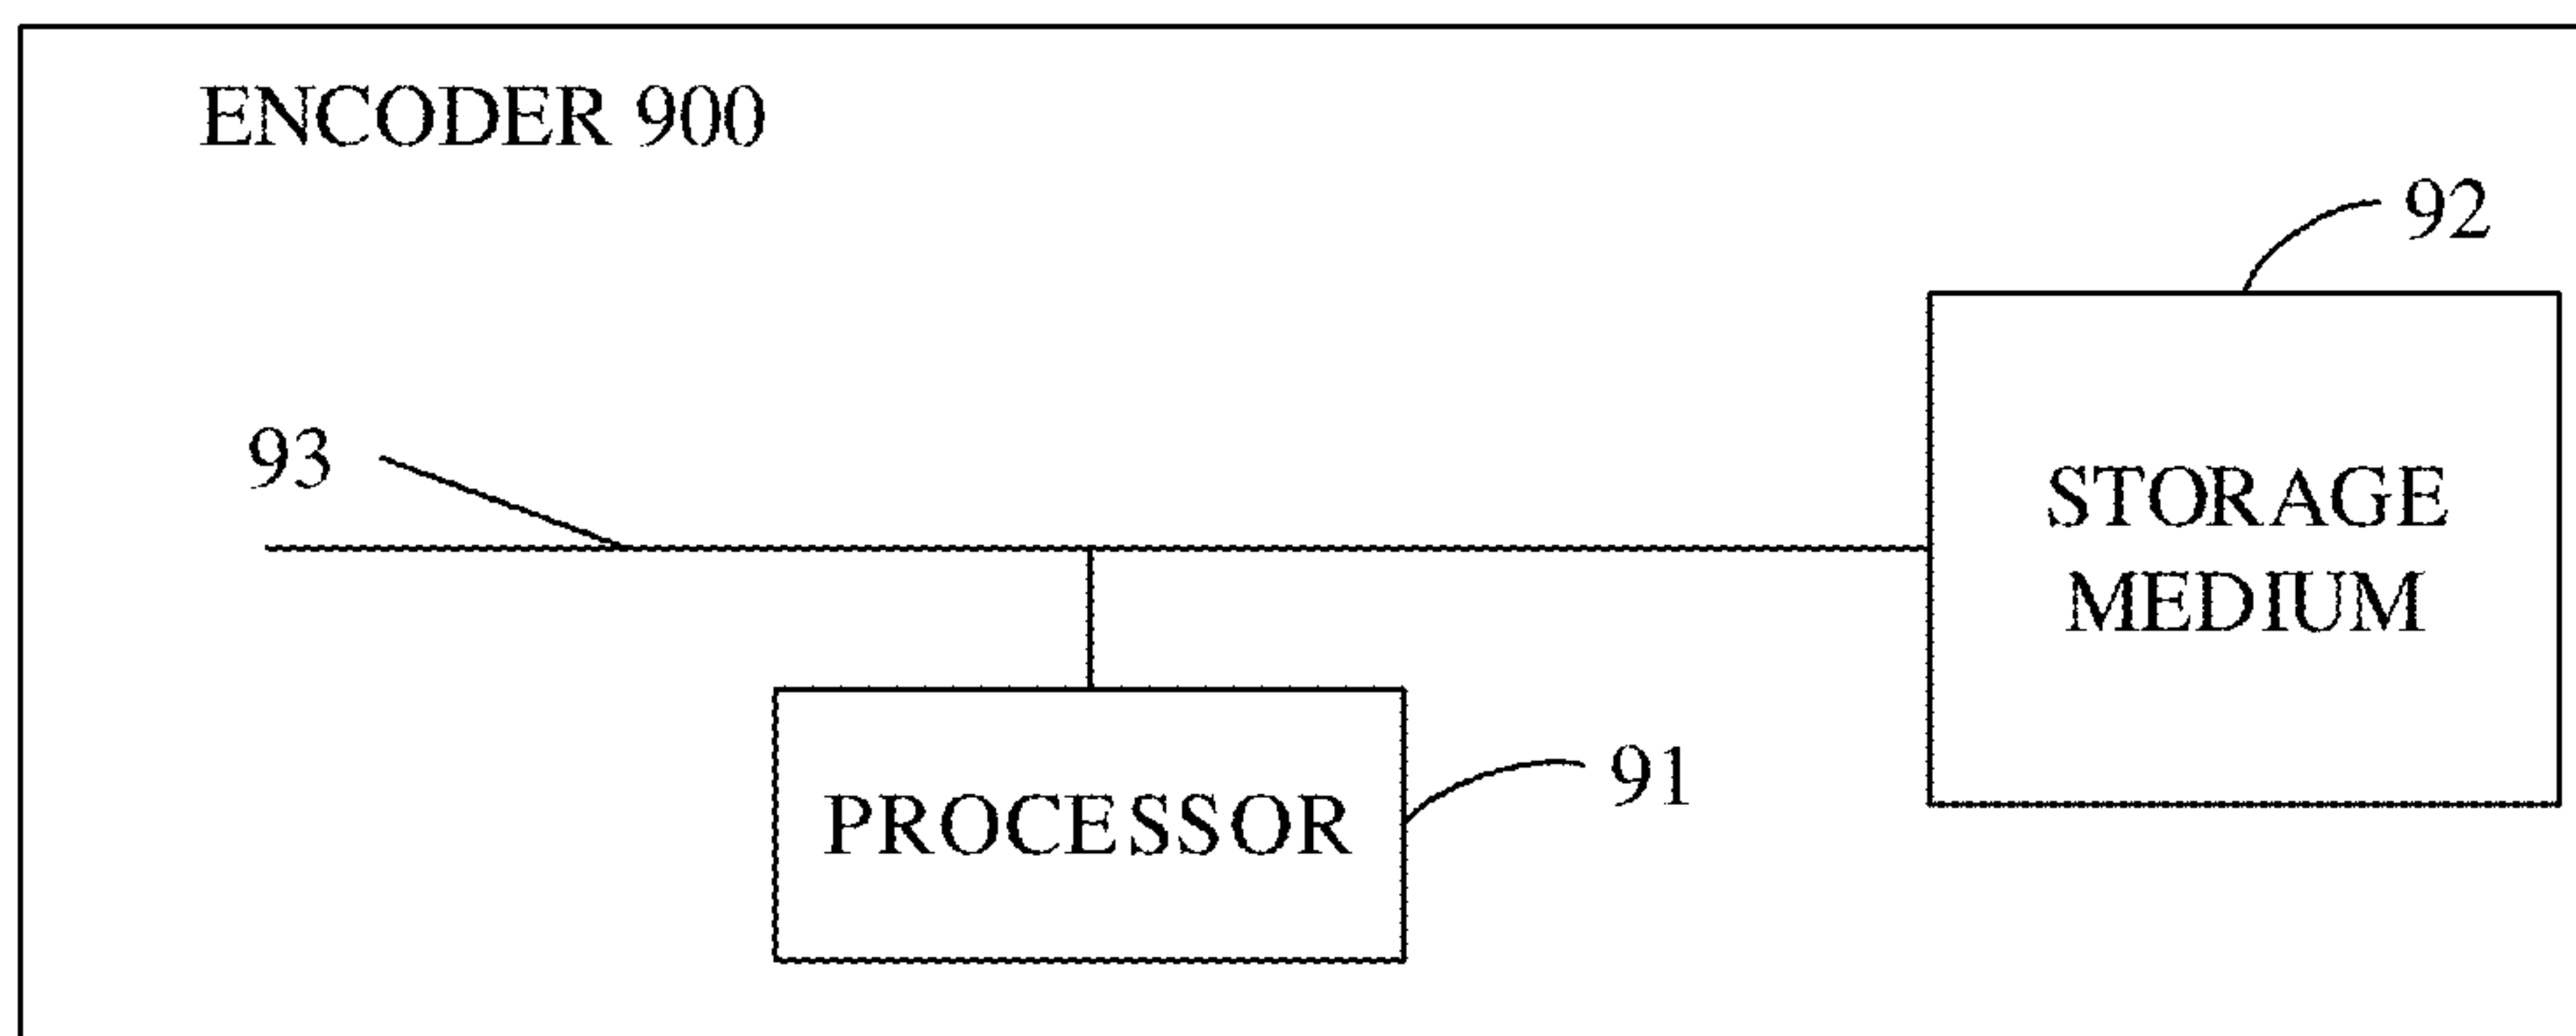 ENCODER 900
92
93
STORAGE
MEDIUM
91
PROCESSOR